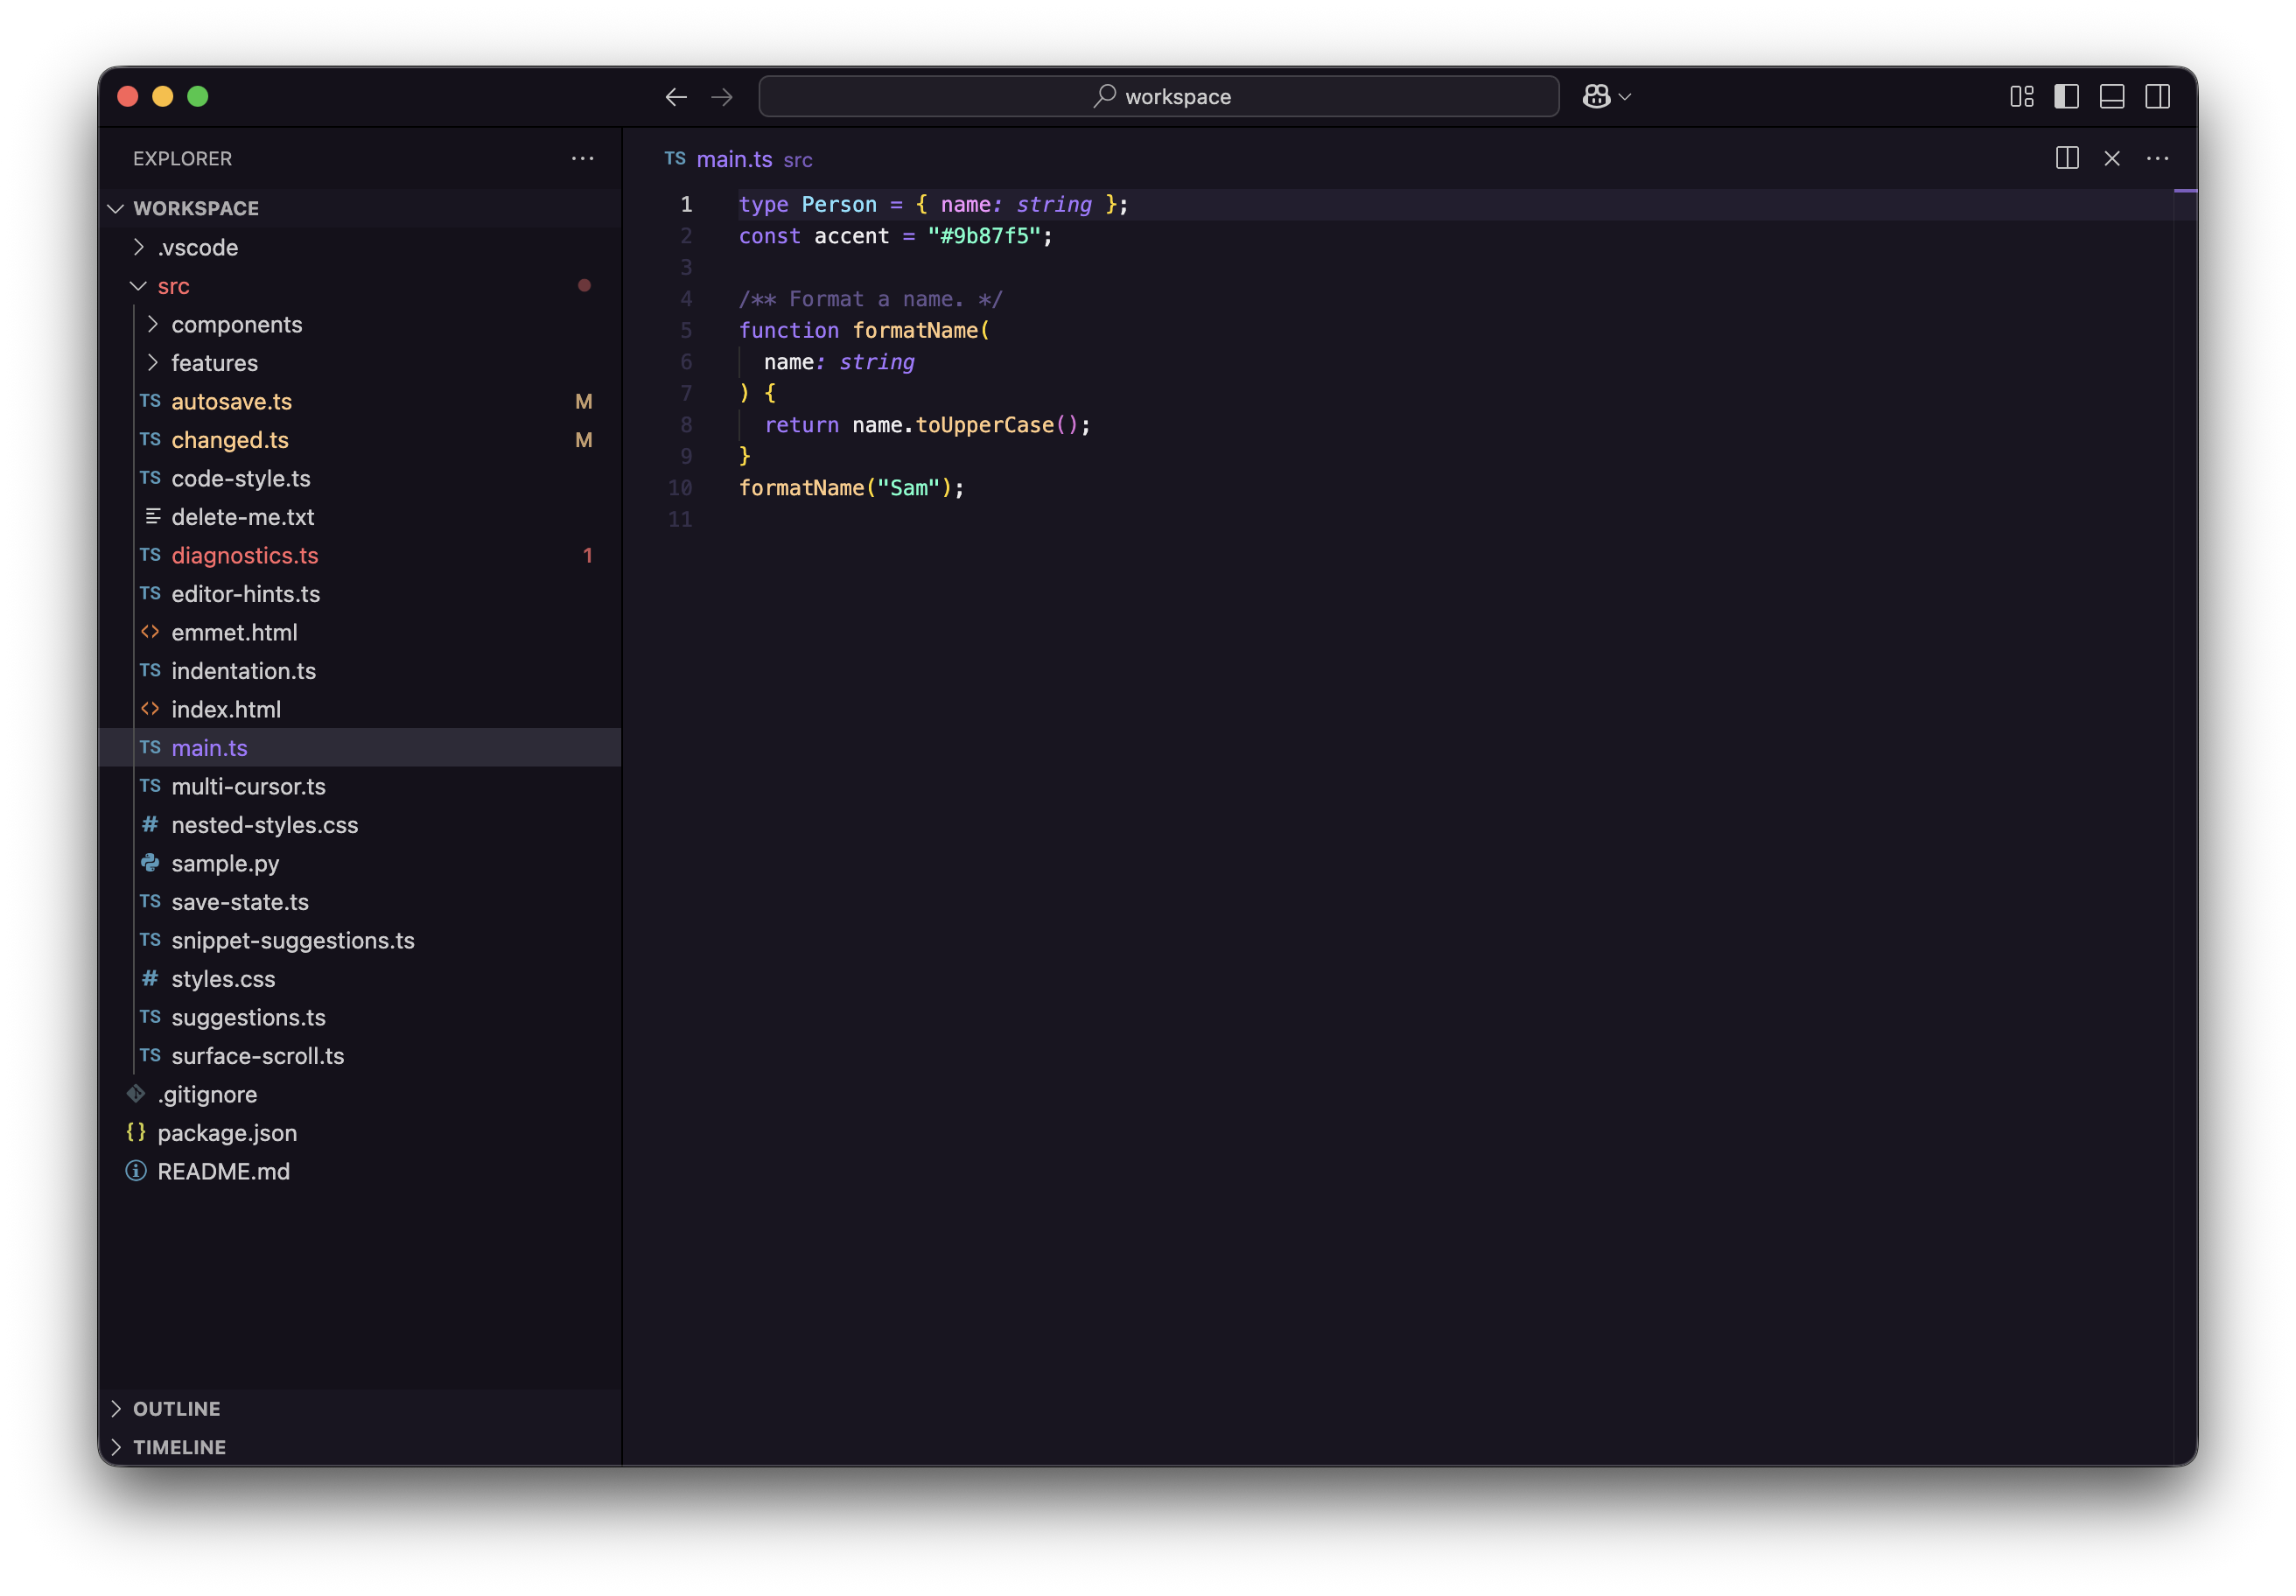 workspace
EXPLORER
WORKSPACE
.vscode
src
components
features
TS autosave.ts M
TS changed.ts M
TS code-style.ts
delete-me.txt
TS diagnostics.ts 1
TS editor-hints.ts
<> emmet.html
TS indentation.ts
<> index.html
TS main.ts
TS multi-cursor.ts
# nested-styles.css
sample.py
TS save-state.ts
TS snippet-suggestions.ts
# styles.css
TS suggestions.ts
TS surface-scroll.ts
.gitignore
{} package.json
README.md
OUTLINE
TIMELINE
TS main.ts src
1 type Person = { name: string };
2 const accent = "#9b87f5";
3
4 /** Format a name. */
5 function formatName(
6   name: string
7 ) {
8   return name.toUpperCase();
9 }
10 formatName("Sam");
11